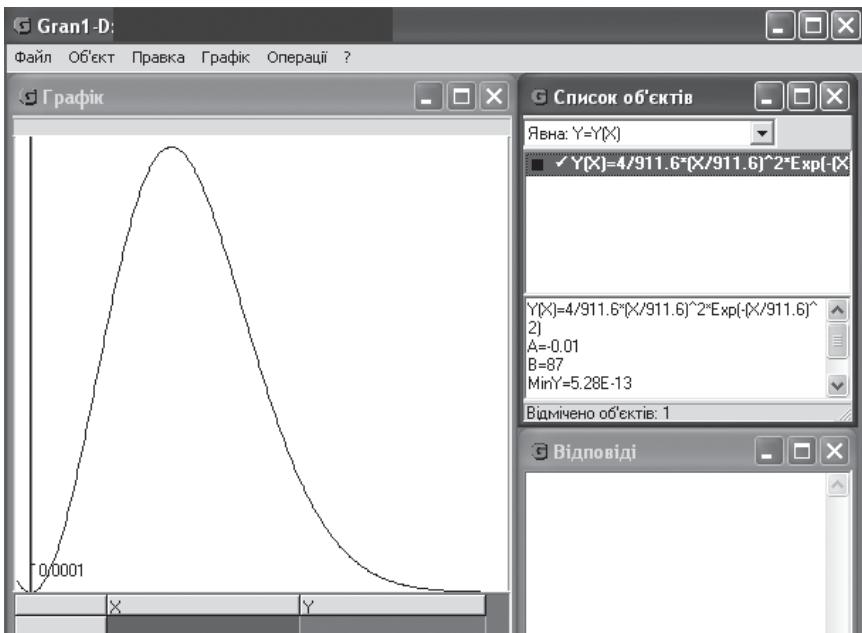 Gran1-D:
Файл Об'єкт Правка Графік Операції ?
Графік
0,0001
X Y
Список об'єктів
Явна: Y=Y(X)
✓ Y(X)=4/911.6*(X/911.6)^2*Exp(-(X
Y(X)=4/911.6*(X/911.6)^2*Exp(-(X/911.6)^
2)
A=-0.01
B=87
MinY=5.28E-13
Відмічено об'єктів: 1
Відповіді